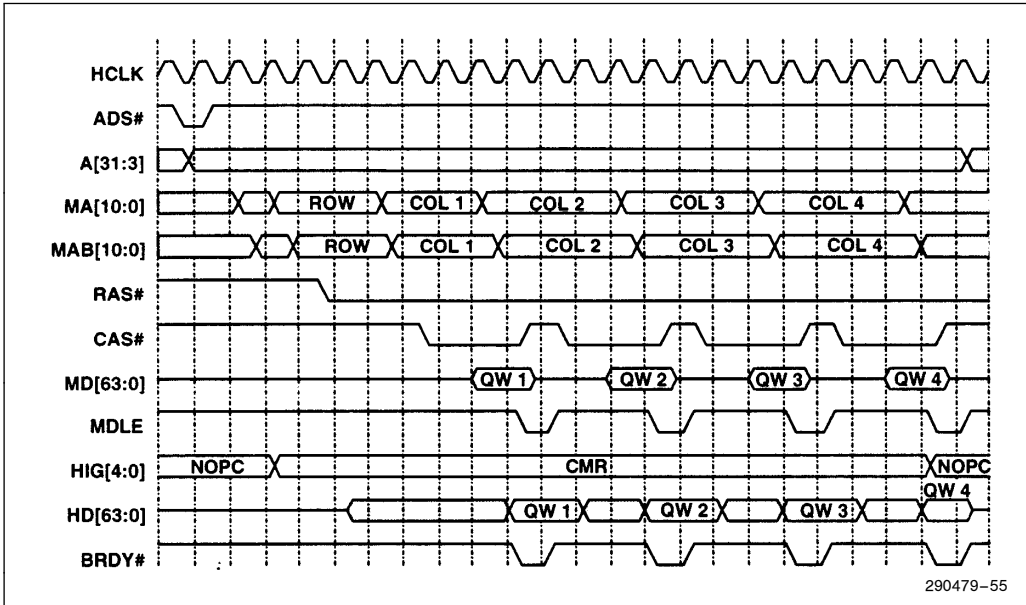 HCLK
ADS#
A[31:3]
MA[10:0] ROW COL 1 COL 2 COL 3 COL 4
MAB[10:0] ROW COL 1 COL 2 COL 3 COL 4
RAS#
CAS#
MD[63:0] QW 1 QW 2 QW 3 QW 4
MDLE
HIG[4:0] NOPC CMR NOPC
HD[63:0] QW 1 QW 2 QW 3 QW 4
BRDY#
290479-55